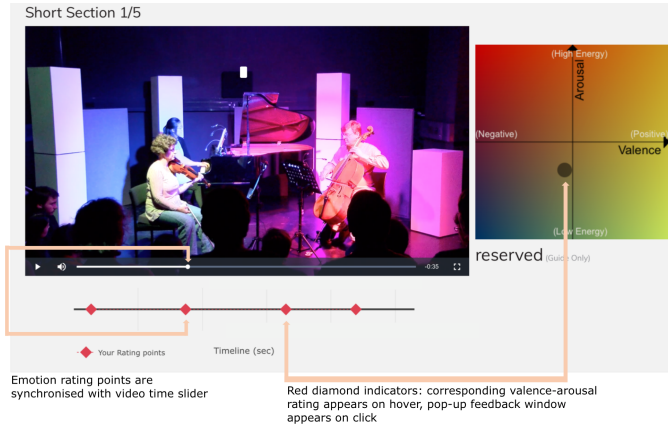 Short Section 1/5
(High Energy)
Arousal
(Negative)
(Positive)
Valence
(Low Energy)
reserved (Guide Only)
-0:35
Your Rating points
Timeline (sec)
Emotion rating points are
synchronised with video time slider
Red diamond indicators: corresponding valence-arousal
rating appears on hover, pop-up feedback window
appears on click